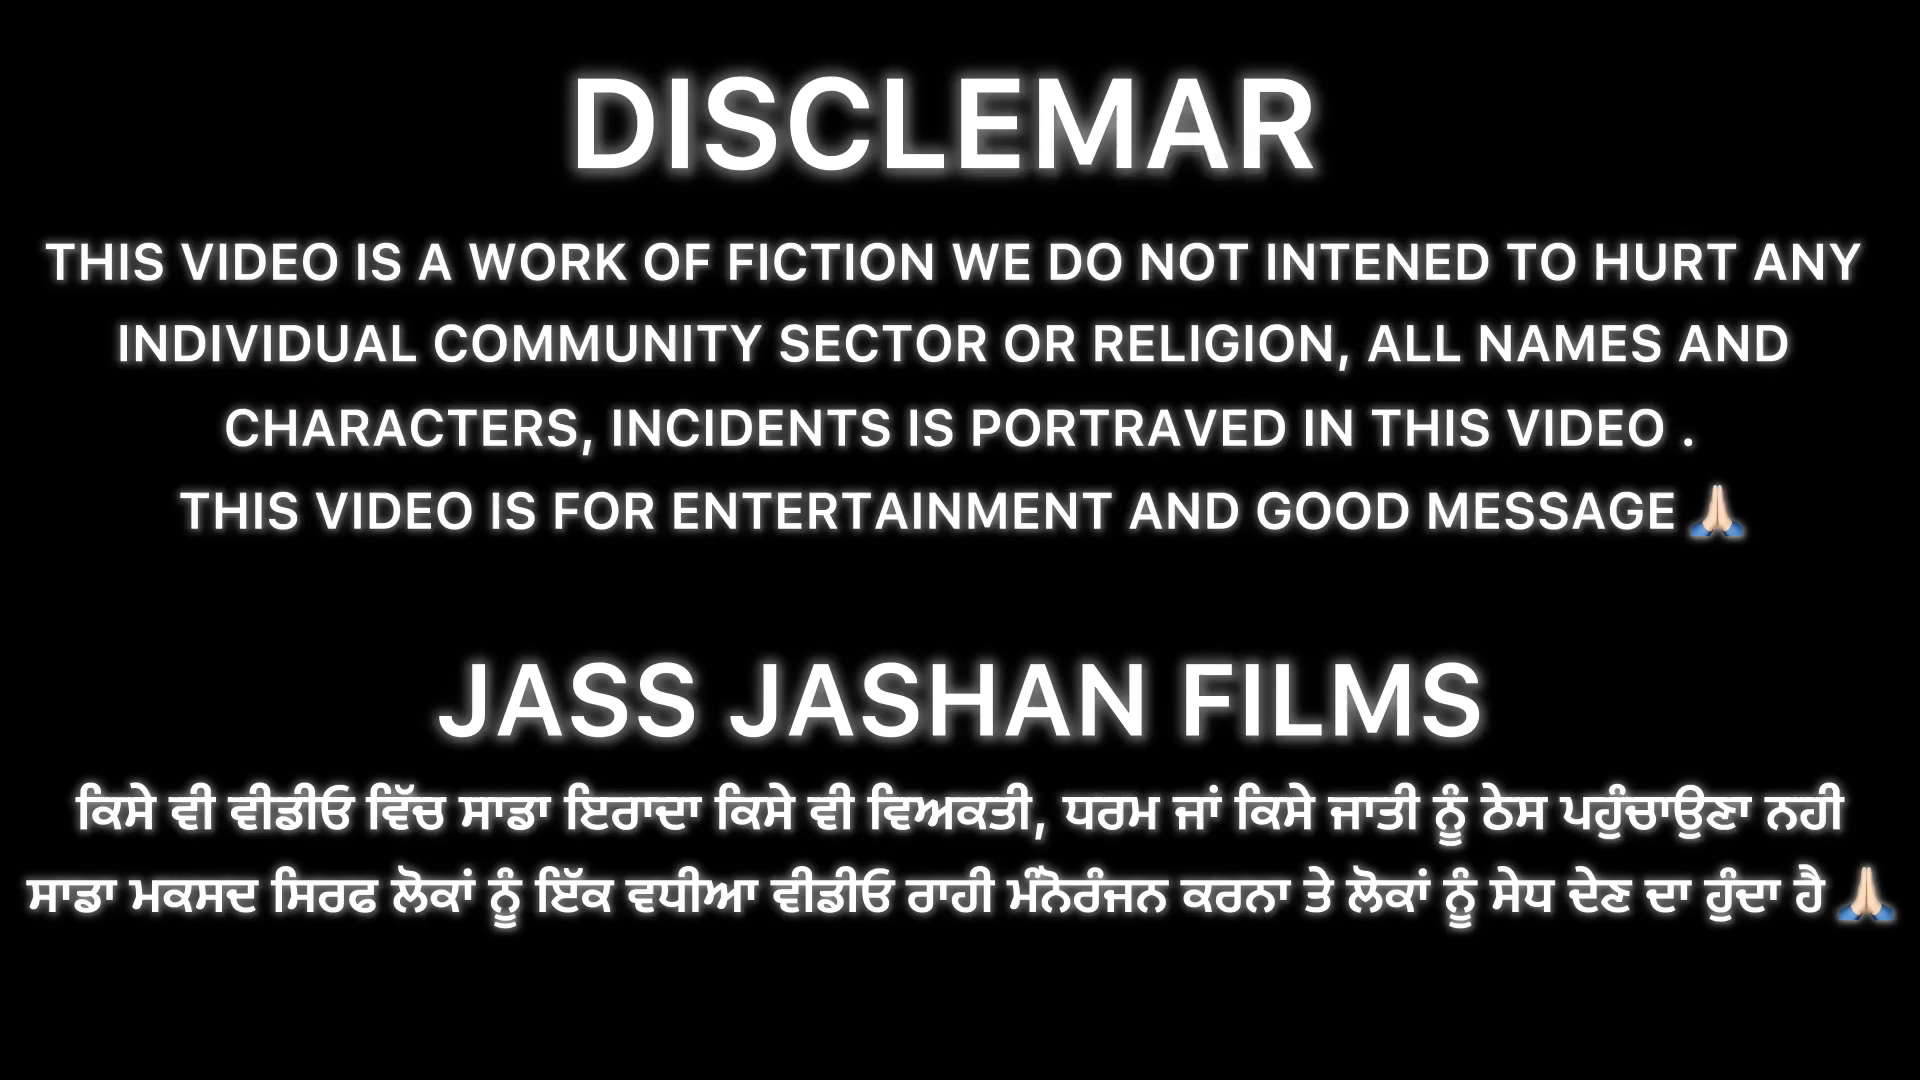 DISCLEMAR
THIS VIDEO IS A WORK OF FICTION WE DO NOT INTENED TO HURT ANY
INDIVIDUAL COMMUNITY SECTOR OR RELIGION, ALL NAMES AND
CHARACTERS, INCIDENTS IS PORTRAVED IN THIS VIDEO .
THIS VIDEO IS FOR ENTERTAINMENT AND GOOD MESSAGE 🙏🏻
JASS JASHAN FILMS
ਕਿਸੇ ਵੀ ਵੀਡੀਓ ਵਿੱਚ ਸਾਡਾ ਇਰਾਦਾ ਕਿਸੇ ਵੀ ਵਿਅਕਤੀ, ਧਰਮ ਜਾਂ ਕਿਸੇ ਜਾਤੀ ਨੂੰ ਠੇਸ ਪਹੁੰਚਾਉਣਾ ਨਹੀ
ਸਾਡਾ ਮਕਸਦ ਸਿਰਫ ਲੋਕਾਂ ਨੂੰ ਇੱਕ ਵਧੀਆ ਵੀਡੀਓ ਰਾਹੀ ਮੰਨੋਰੰਜਨ ਕਰਨਾ ਤੇ ਲੋਕਾਂ ਨੂੰ ਸੇਧ ਦੇਣ ਦਾ ਹੁੰਦਾ ਹੈ 🙏🏻